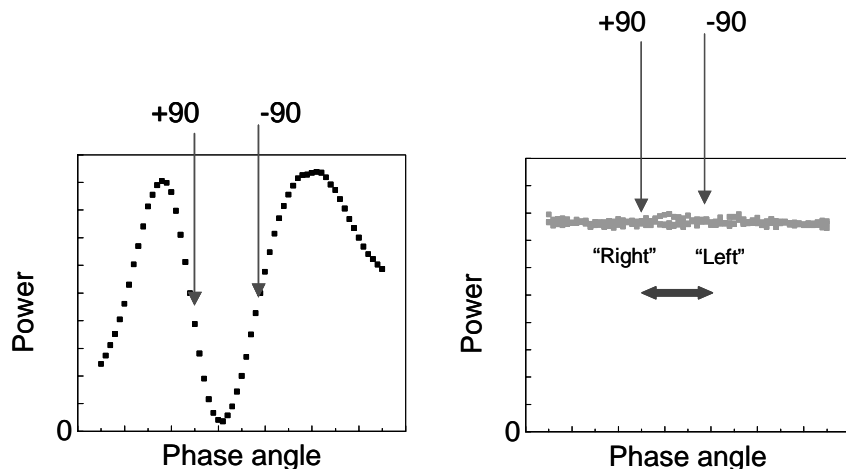 +90 -90
Power
0
Phase angle
+90 -90
“Right” “Left”
Power
0
Phase angle